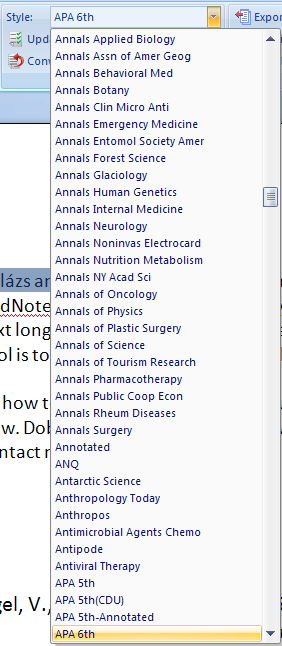 Style: APA 6th Expor
Upda
Conv
Annals Applied Biology
Annals Assn of Amer Geog
Annals Behavioral Med
Annals Botany
Annals Clin Micro Anti
Annals Emergency Medicine
Annals Entomol Society Amer
Annals Forest Science
Annals Glaciology
Annals Human Genetics
Annals Internal Medicine
Annals Neurology
Annals Noninvas Electrocard
Annals Nutrition Metabolism
Annals NY Acad Sci
Annals of Oncology
Annals of Physics
Annals of Plastic Surgery
Annals of Science
Annals of Tourism Research
Annals Pharmacotherapy
Annals Public Coop Econ
Annals Rheum Diseases
Annals Surgery
Annotated
ANQ
Antarctic Science
Anthropology Today
Anthropos
Antimicrobial Agents Chemo
Antipode
Antiviral Therapy
APA 5th
APA 5th(CDU)
APA 5th-Annotated
APA 6th
lázs an
dNote
xt long
ol is to
how t
w. Dob
ntact n
gel, V.,